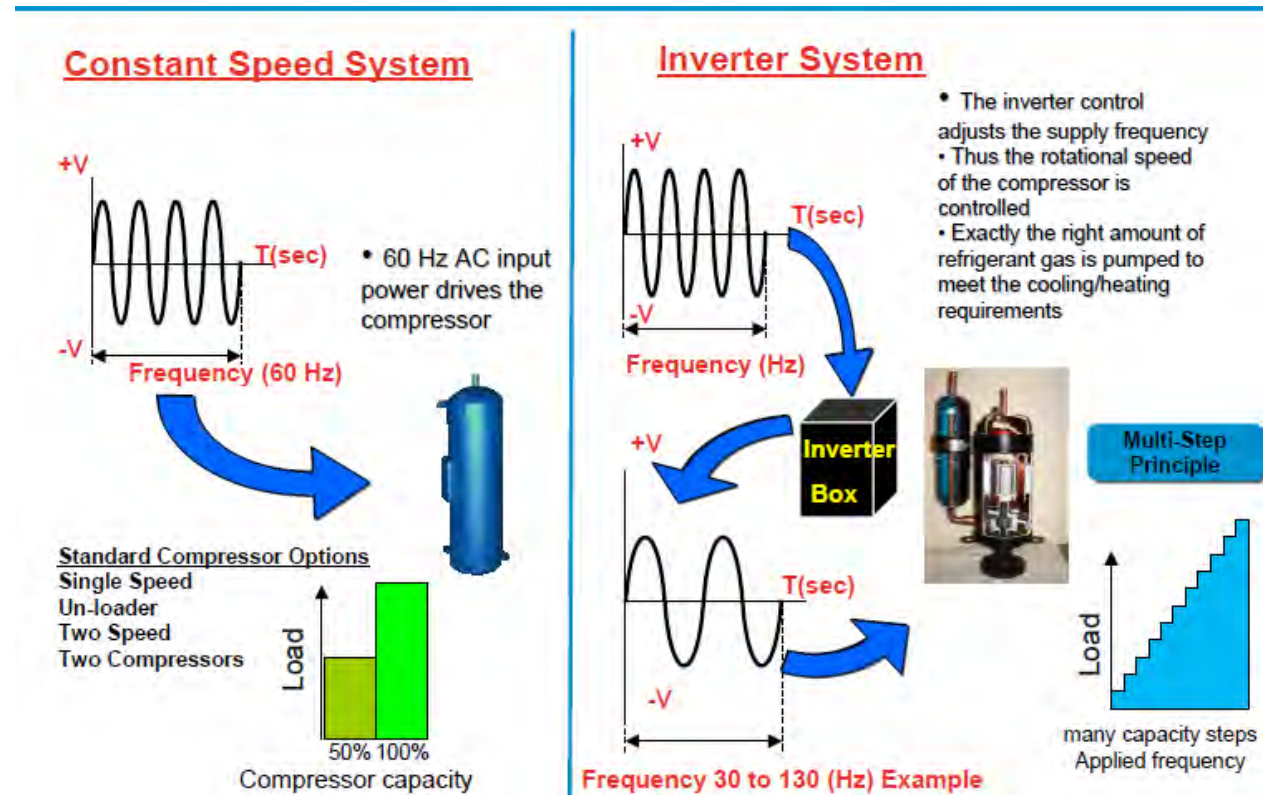 Constant Speed System
+V
T(sec)
-V
Frequency (60 Hz)
• 60 Hz AC input
power drives the
compressor
Standard Compressor Options
Single Speed
Un-loader
Two Speed
Two Compressors
Load
50% 100%
Compressor capacity
Inverter System
+V
T(sec)
-V
Frequency (Hz)
• The inverter control
adjusts the supply frequency
• Thus the rotational speed
of the compressor is
controlled
• Exactly the right amount of
refrigerant gas is pumped to
meet the cooling/heating
requirements
Inverter
Box
+V
T(sec)
-V
Frequency 30 to 130 (Hz) Example
Multi-Step
Principle
Load
many capacity steps
Applied frequency